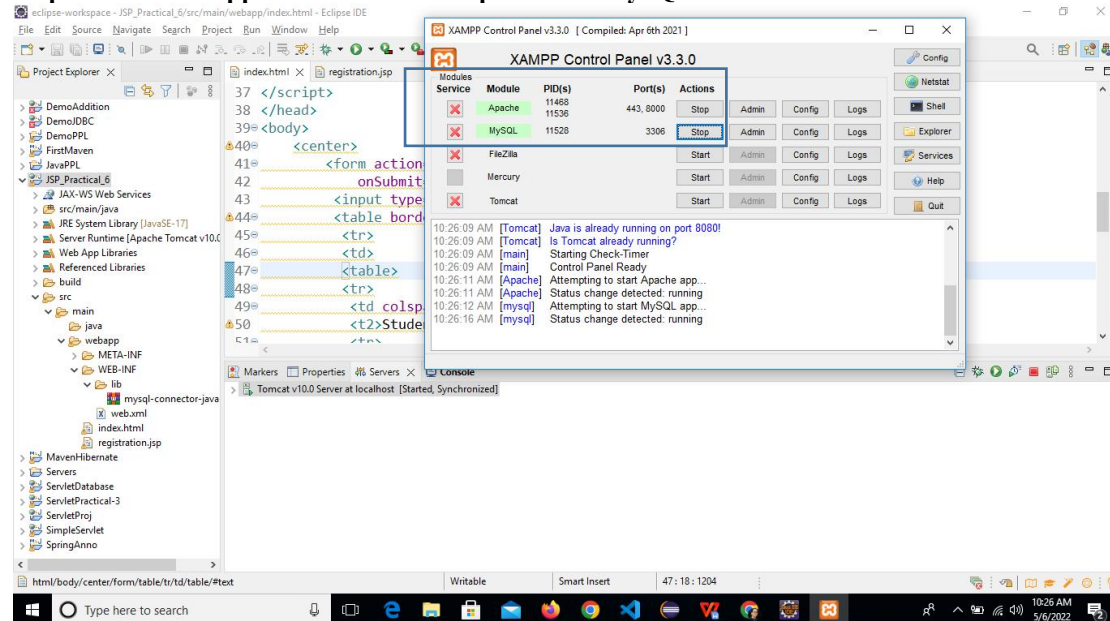 eclipse-workspace - JSP_Practical_6/src/main/webapp/index.html - Eclipse IDE
File Edit Source Navigate Search Project Run Window Help
Project Explorer
DemoAddition
DemoJDBC
DemoPPL
FirstMaven
JavaPPL
JSP_Practical_6
JAX-WS Web Services
src/main/java
JRE System Library [JavaSE-17]
Server Runtime [Apache Tomcat v10.0
Web App Libraries
Referenced Libraries
build
src
main
java
webapp
META-INF
WEB-INF
lib
mysql-connector-java
web.xml
index.html
registration.jsp
MavenHibernate
Servers
ServletDatabase
ServletPractical-3
ServletProj
SimpleServlet
SpringAnno
index.html registration.jsp
37 </script>
38 </head>
39 <body>
40 <center>
41 <form action
42 onSubmit
43 <input type
44 <table bord
45 <tr>
46 <td>
47 <table>
48 <tr>
49 <td colsp
50 <t2>Stude
51 <tr>
XAMPP Control Panel v3.3.0 [ Compiled: Apr 6th 2021 ]
XAMPP Control Panel v3.3.0
Modules
Service Module PID(s) Port(s) Actions
Apache 11468 11536 443, 8000 Stop Admin Config Logs
MySQL 11528 3306 Stop Admin Config Logs
FileZilla Start Admin Config Logs
Mercury Start Admin Config Logs
Tomcat Start Admin Config Logs
Config
Netstat
Shell
Explorer
Services
Help
Quit
10:26:09 AM [Tomcat] Java is already running on port 8080!
10:26:09 AM [Tomcat] Is Tomcat already running?
10:26:09 AM [main] Starting Check-Timer
10:26:09 AM [main] Control Panel Ready
10:26:11 AM [Apache] Attempting to start Apache app...
10:26:11 AM [Apache] Status change detected: running
10:26:12 AM [mysql] Attempting to start MySQL app...
10:26:16 AM [mysql] Status change detected: running
Markers Properties Servers Console
Tomcat v10.0 Server at localhost [Started, Synchronized]
html/body/center/form/table/tr/td/table/#text Writable Smart Insert 47 : 18 : 1204
Type here to search
10:26 AM
5/6/2022